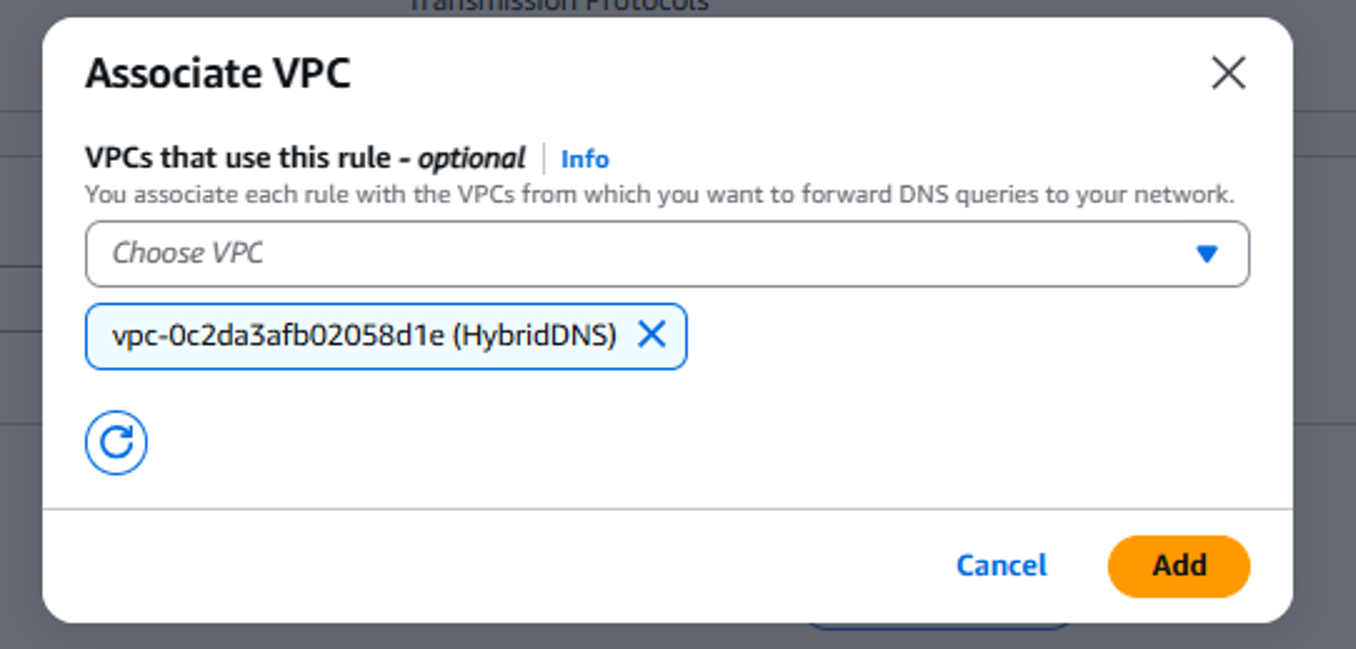 Transmission Protocols
Associate VPC
VPCs that use this rule - optional Info
You associate each rule with the VPCs from which you want to forward DNS queries to your network.
Choose VPC
vpc-0c2da3afb02058d1e (HybridDNS)
Cancel Add